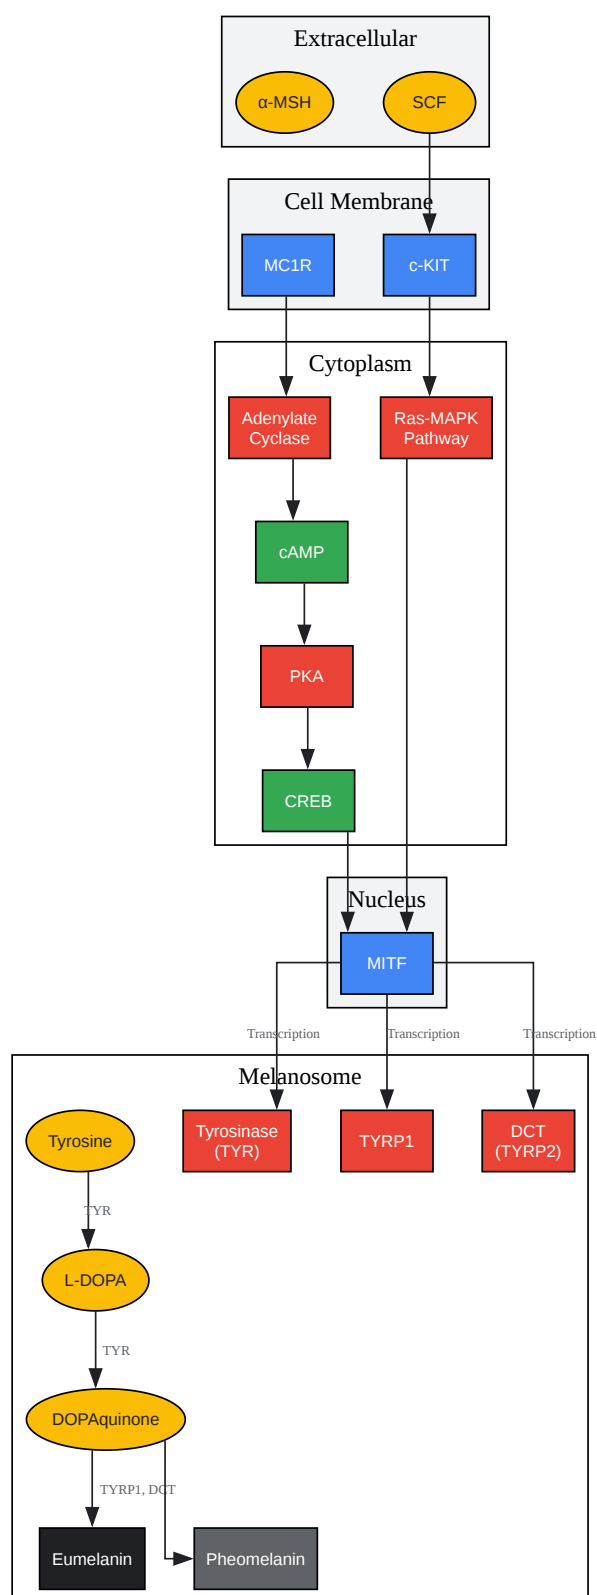 Extracellular
α-MSH
SCF
Cell Membrane
MC1R
c-KIT
Cytoplasm
Adenylate
Cyclase
Ras-MAPK
Pathway
cAMP
PKA
CREB
Nucleus
MITF
Transcription
Transcription
Transcription
Melanosome
Tyrosine
Tyrosinase
(TYR)
TYRP1
DCT
(TYRP2)
TYR
L-DOPA
TYR
DOPAquinone
TYRP1, DCT
Eumelanin
Pheomelanin